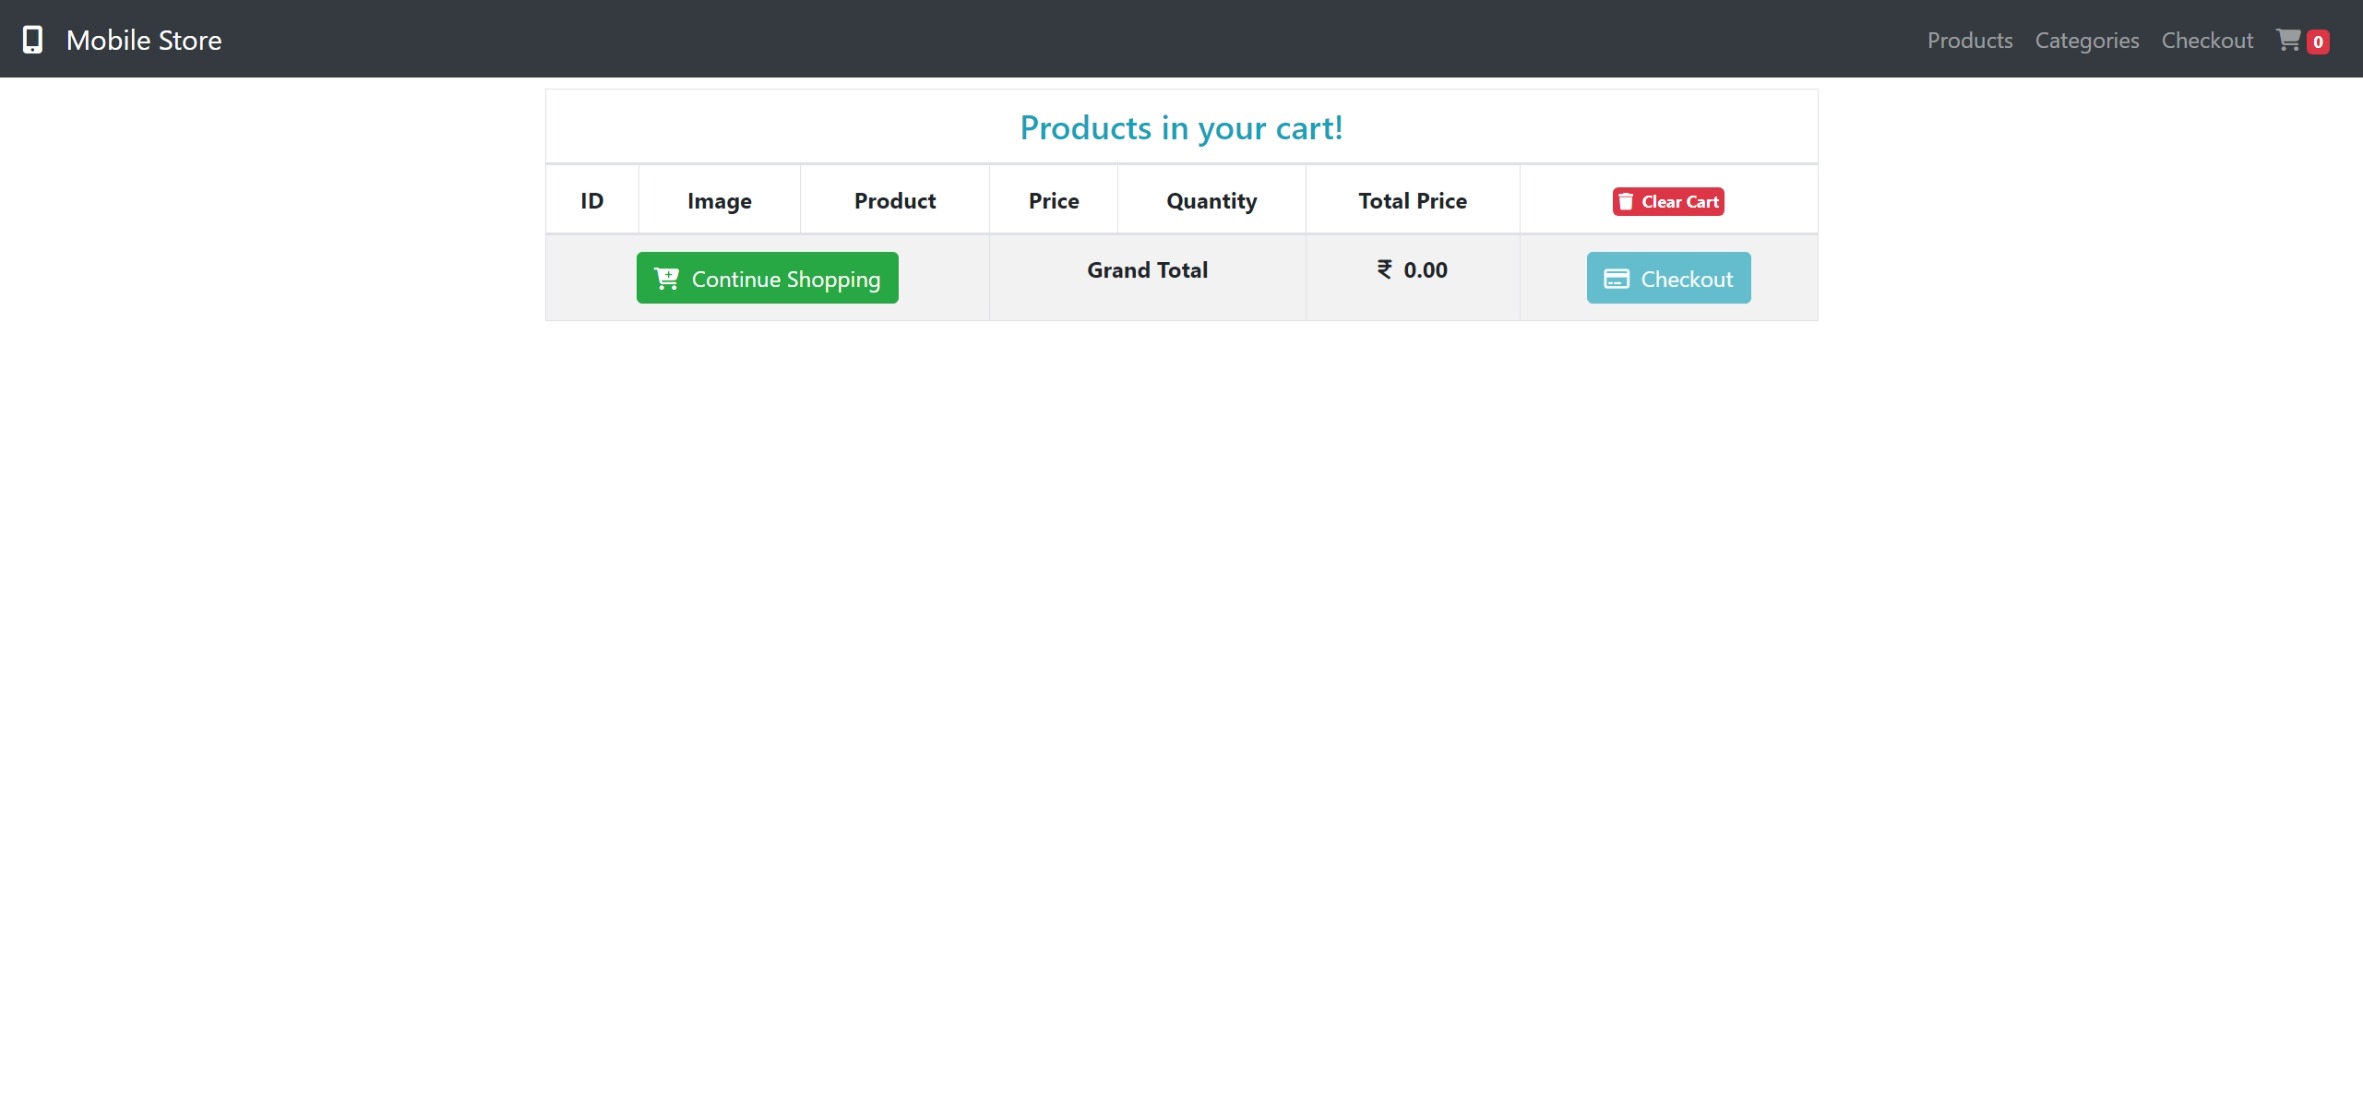 Mobile Store
Products Categories Checkout 0
Products in your cart!
ID Image Product Price Quantity Total Price Clear Cart
Continue Shopping Grand Total ₹ 0.00 Checkout